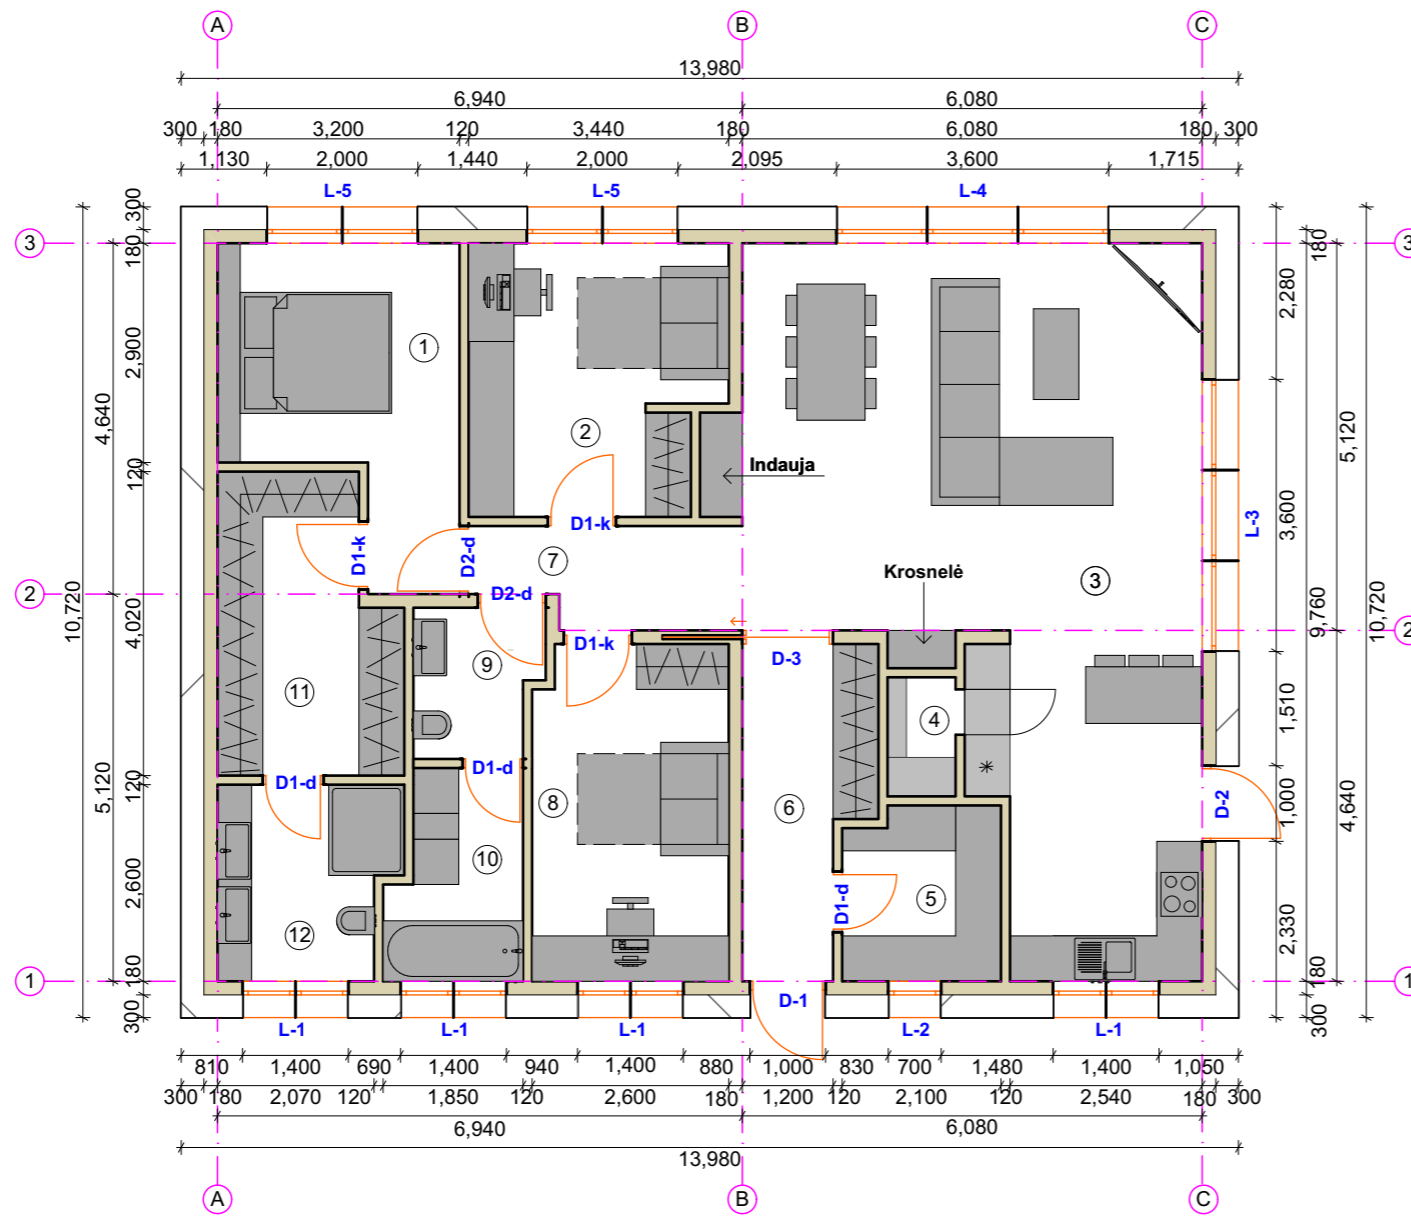 A B C
13,980
6,940 6,080
300 180 3,200 120 3,440 180 6,080 180 300
1,130 2,000 1,440 2,000 2,095 3,600 1,715
L-5 L-5 L-4
3 3
300 180 2,900 120 4,020 120 2,600 180 300
4,640 5,120
10,720
180 2,280 3,600 1,510 1,000 2,330 180 300
9,760
5,120 4,640
10,720
1
2
Indauja
D1-k
D1-k D2-d
7
L-3
Krosnelė
3
2 2
D2-d
D1-k
D-3
9
11
4
D1-d
D1-d
8
6
D-2
10
5
D1-d
12
1 1
D-1
L-1 L-1 L-1 L-2 L-1
810 1,400 690 1,400 940 1,400 880 1,000 830 700 1,480 1,400 1,050
300 180 2,070 120 1,850 120 2,600 180 1,200 120 2,100 120 2,540 180 300
6,940 6,080
13,980
A B C